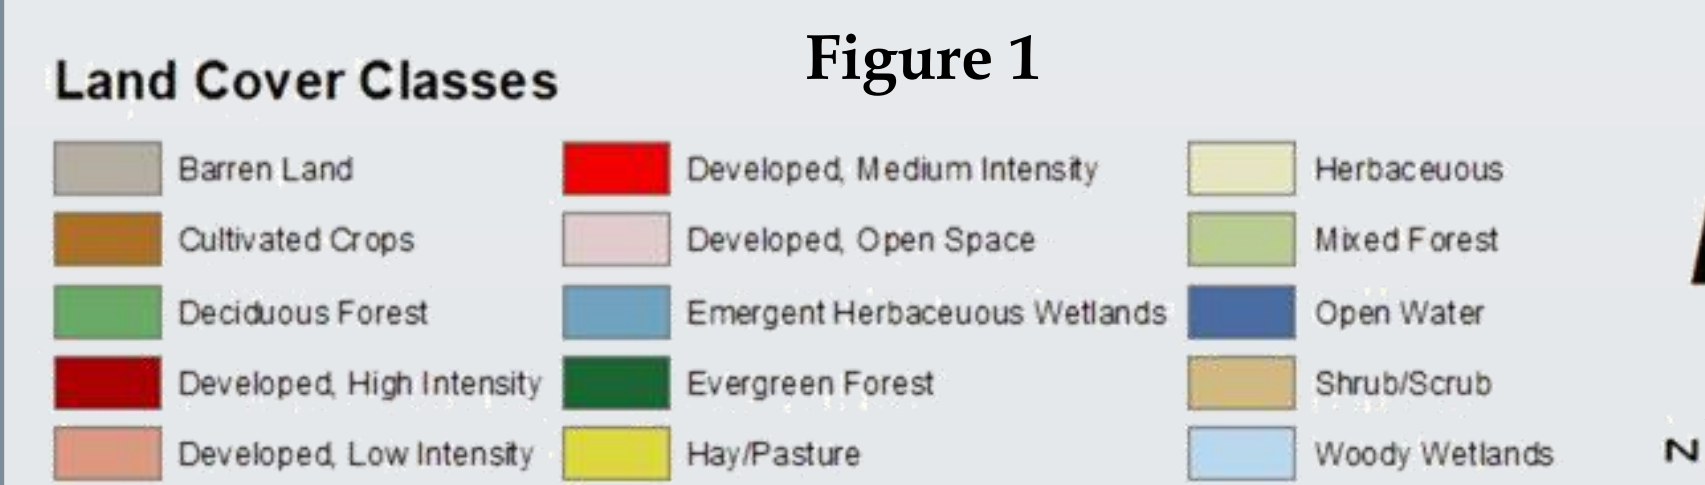 Figure 1
Land Cover Classes
Barren Land
Cultivated Crops
Deciduous Forest
Developed, High Intensity
Developed, Low Intensity
Developed, Medium Intensity
Developed, Open Space
Emergent Herbaceuous Wetlands
Evergreen Forest
Hay/Pasture
Herbaceuous
Mixed Forest
Open Water
Shrub/Scrub
Woody Wetlands
N